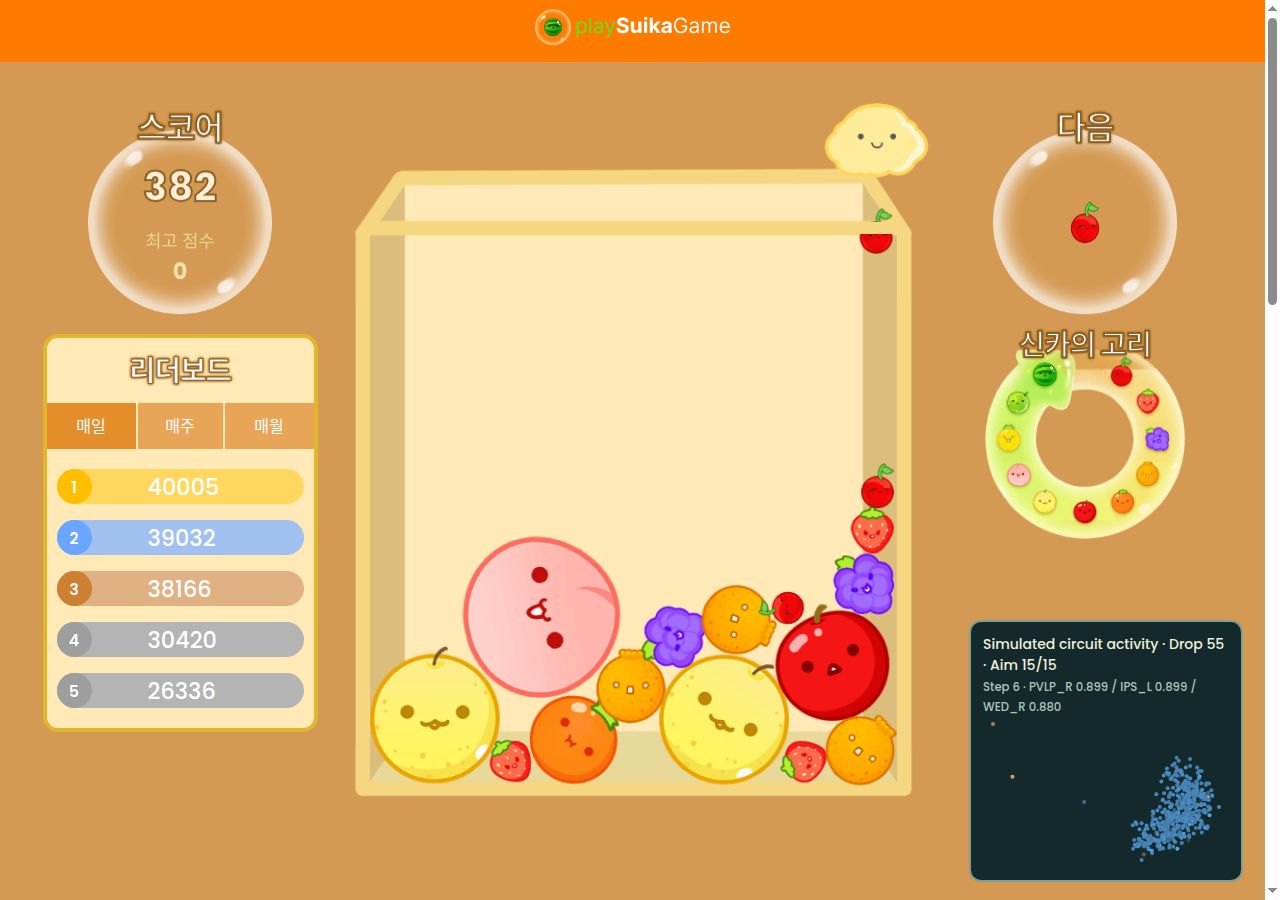 playSuikaGame
스코어
382
최고 점수
0
리더보드
매일 매주 매월
1 40005
2 39032
3 38166
4 30420
5 26336
다음
신카의 고리
Simulated circuit activity · Drop 55
· Aim 15/15
Step 6 · PVLP_R 0.899 / IPS_L 0.899 /
WED_R 0.880